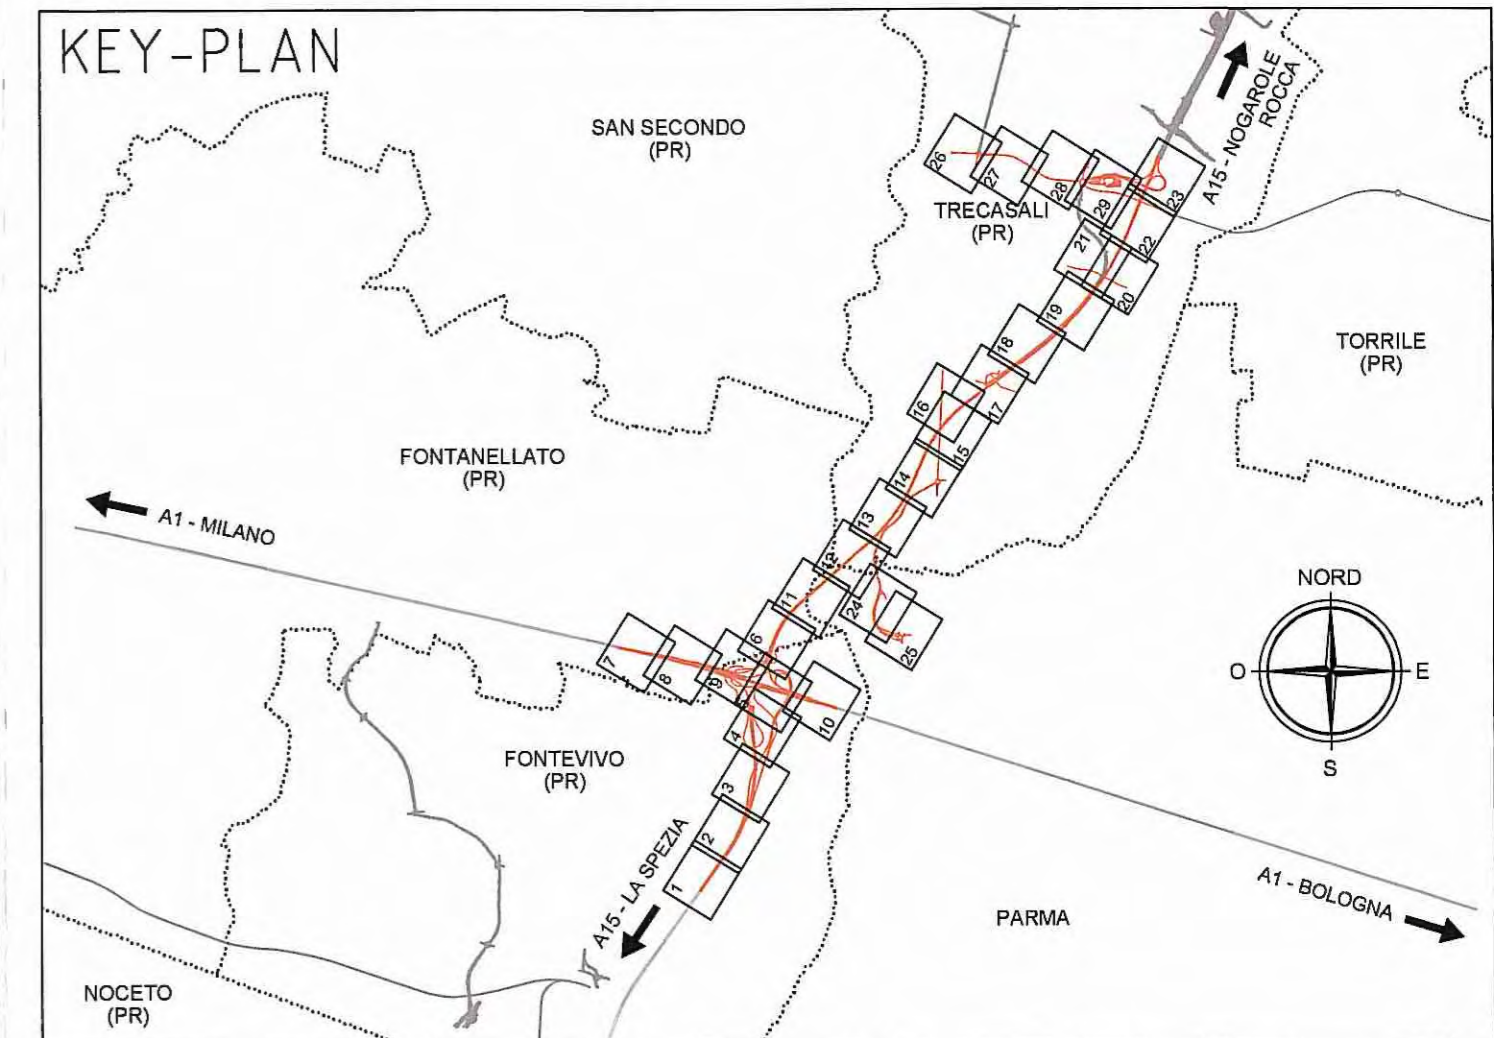 KEY-PLAN
SAN SECONDO
(PR)
A15 - NOGAROLE
ROCCA
26
27
28
29
23
TRECASALI
(PR)
22
21
20
19
TORRILE
(PR)
18
17
16
15
FONTANELLATO
(PR)
14
A1 - MILANO
13
12
11
24
25
NORD
O
E
S
6
7
8
9
10
4
FONTEVIVO
(PR)
3
2
1
A15 - LA SPEZIA
A1 - BOLOGNA
PARMA
NOCETO
(PR)